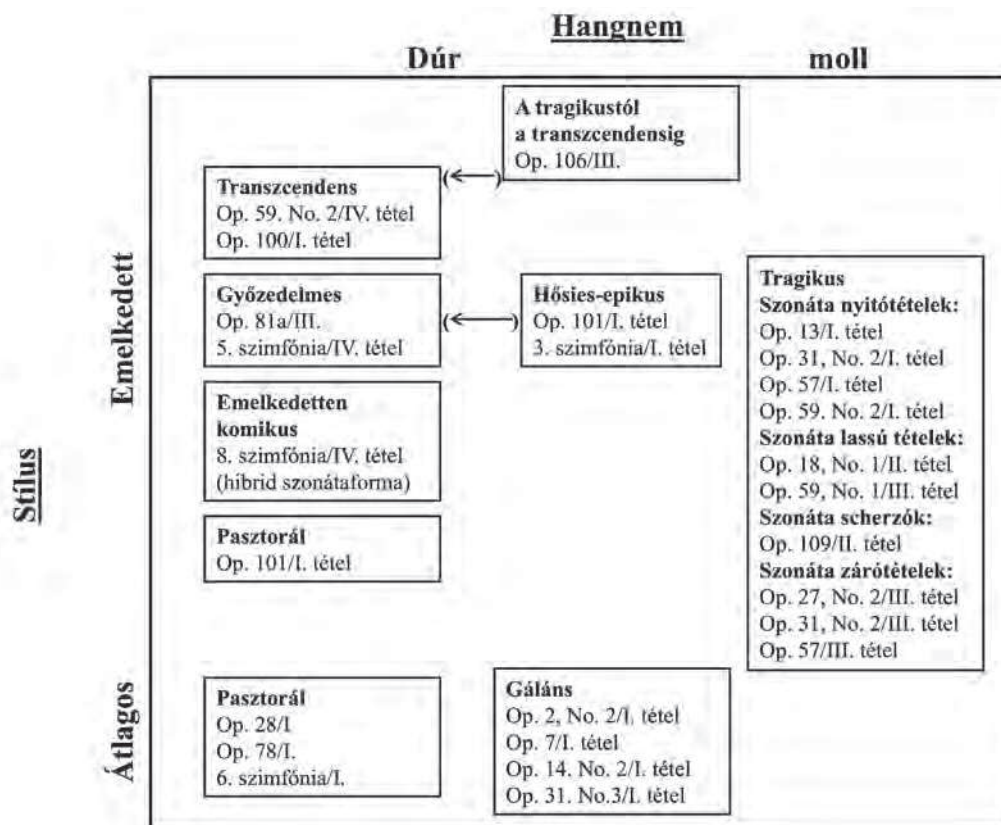 Hangnem
Dúr
moll
Stílus
Emelkedett
Átlagos
A tragikustól
a transzcendensig
Op. 106/III.
Transzcendens
Op. 59. No. 2/IV. tétel
Op. 100/I. tétel
(←)
Győzedelmes
Op. 81a/III.
5. szimfónia/IV. tétel
(←)
Hősies-epikus
Op. 101/I. tétel
3. szimfónia/I. tétel
Tragikus
Szonáta nyitótételek:
Op. 13/I. tétel
Op. 31, No. 2/I. tétel
Op. 57/I. tétel
Op. 59. No. 2/I. tétel
Szonáta lassú tételek:
Op. 18, No. 1/II. tétel
Op. 59, No. 1/III. tétel
Szonáta scherzók:
Op. 109/II. tétel
Szonáta zárótételek:
Op. 27, No. 2/III. tétel
Op. 31, No. 2/III. tétel
Op. 57/III. tétel
Emelkedetten
komikus
8. szimfónia/IV. tétel
(hibrid szonátaforma)
Pasztorál
Op. 101/I. tétel
Pasztorál
Op. 28/I
Op. 78/I.
6. szimfónia/I.
Gáláns
Op. 2, No. 2/I. tétel
Op. 7/I. tétel
Op. 14. No. 2/I. tétel
Op. 31. No.3/I. tétel